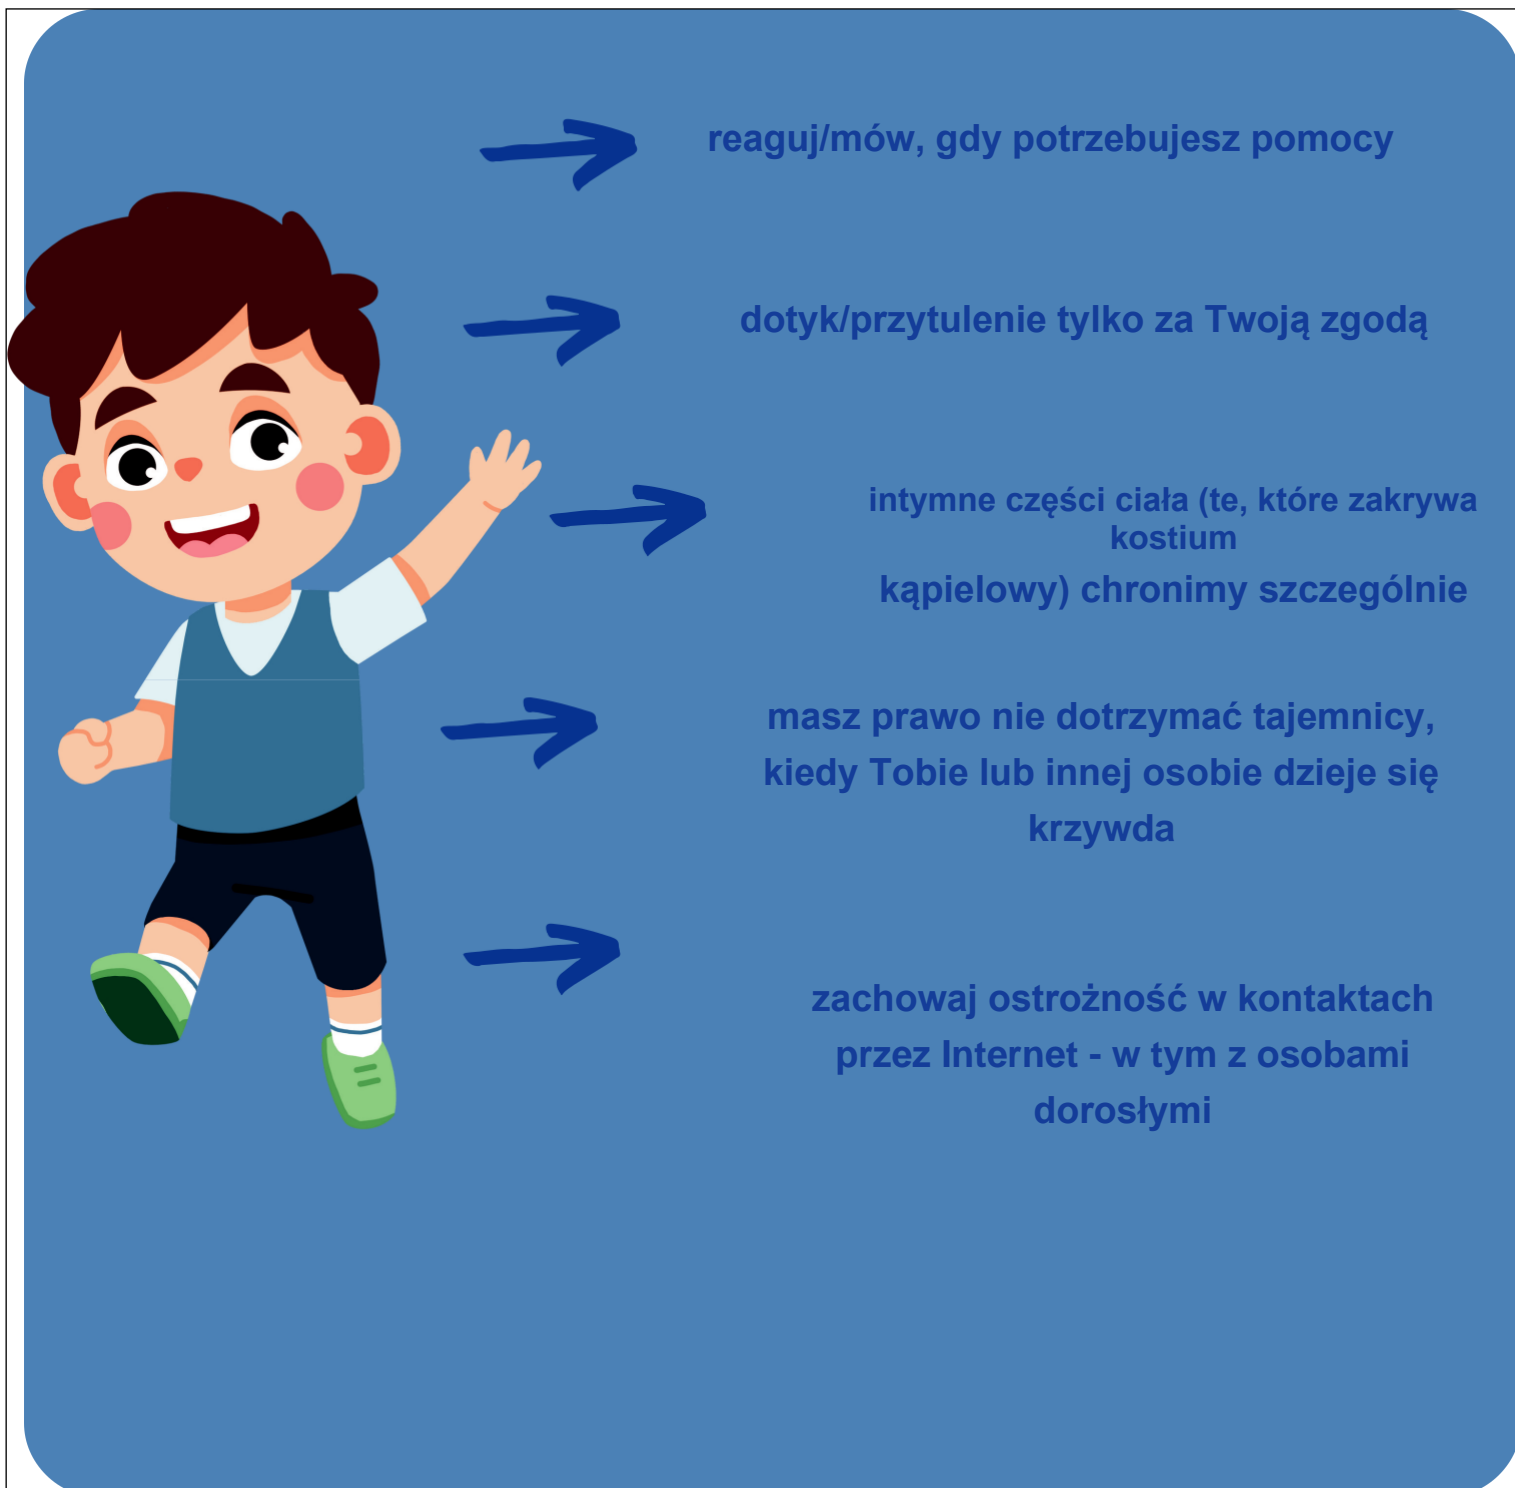 reaguj/mów, gdy potrzebujesz pomocy
dotyk/przytulenie tylko za Twoją zgodą
intymne części ciała (te, które zakrywa
kostium
kąpielowy) chronimy szczególnie
masz prawo nie dotrzymać tajemnicy,
kiedy Tobie lub innej osobie dzieje się
krzywda
zachowaj ostrożność w kontaktach
przez Internet - w tym z osobami
dorosłymi